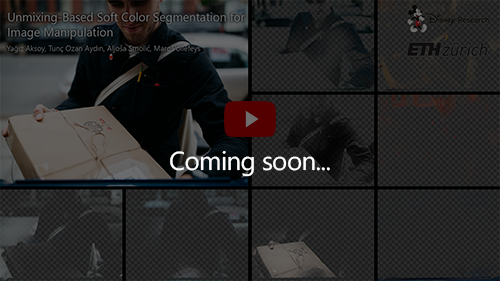 Unmixing-Based Soft Color Segmentation for
Image Manipulation
Yağız Aksoy, Tunç Ozan Aydın, Aljoša Smolić, Marc Pollefeys
Disney Research
ETH zürich
Coming soon...